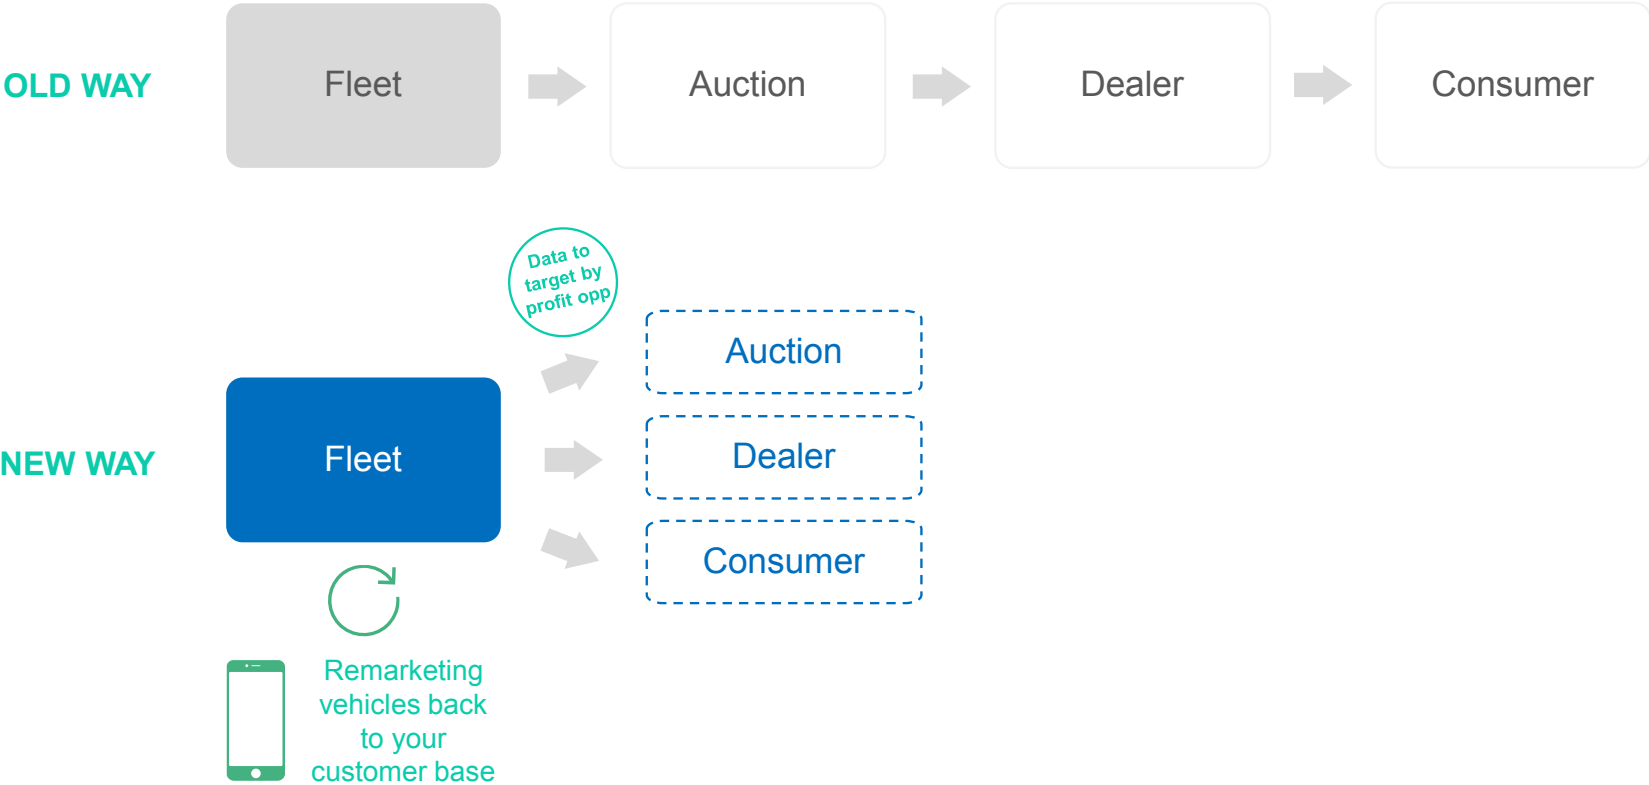 OLD WAY
Fleet
Auction
Dealer
Consumer
Data to
target by
profit opp
NEW WAY
Fleet
Auction
Dealer
Consumer
Remarketing
vehicles back
to your
customer base